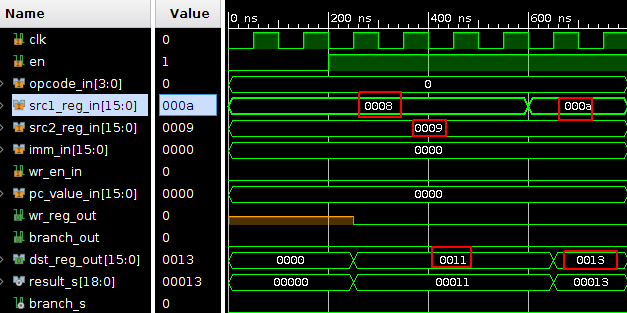 Name Value 0 ns 200 ns 400 ns 600 ns
clk 0
en 1
opcode_in[3:0] 0 0
src1_reg_in[15:0] 000a 0008 000a
src2_reg_in[15:0] 0009 0009
imm_in[15:0] 0000 0000
wr_en_in 0
pc_value_in[15:0] 0000 0000
wr_reg_out 0
branch_out 0
dst_reg_out[15:0] 0013 0000 0011 0013
result_s[18:0] 00013 00000 00011 00013
branch_s 0